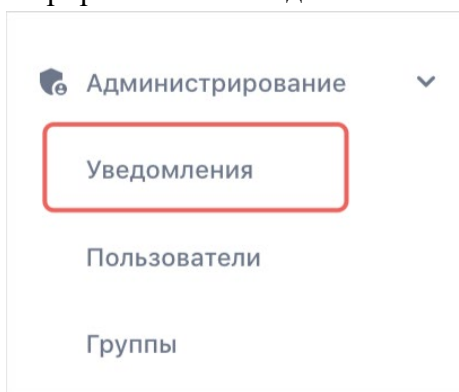 Администрирование
Уведомления
Пользователи
Группы